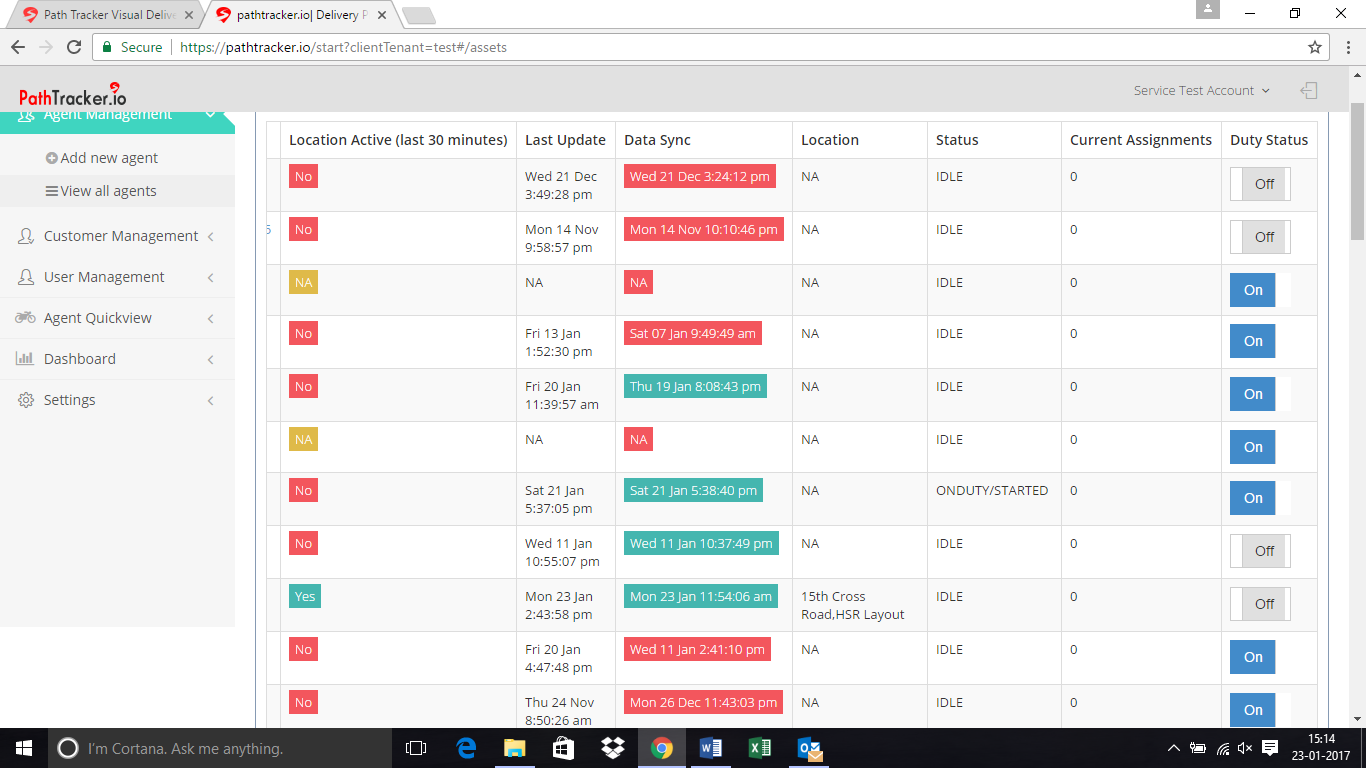 Path Tracker Visual Delive
pathtracker.io| Delivery P
Secure
https://pathtracker.io/start?clientTenant=test#/assets
PathTracker.io
Service Test Account
Agent Management
Add new agent
View all agents
Customer Management
User Management
Agent Quickview
Dashboard
Settings
Location Active (last 30 minutes) Last Update Data Sync Location Status Current Assignments Duty Status
No Wed 21 Dec Wed 21 Dec 3:24:12 pm NA IDLE 0 Off
3:49:28 pm
No Mon 14 Nov Mon 14 Nov 10:10:46 pm NA IDLE 0 Off
9:58:57 pm
NA NA NA NA IDLE 0 On
No Fri 13 Jan Sat 07 Jan 9:49:49 am NA IDLE 0 On
1:52:30 pm
No Fri 20 Jan Thu 19 Jan 8:08:43 pm NA IDLE 0 On
11:39:57 am
NA NA NA NA IDLE 0 On
No Sat 21 Jan Sat 21 Jan 5:38:40 pm NA ONDUTY/STARTED 0 On
5:37:05 pm
No Wed 11 Jan Wed 11 Jan 10:37:49 pm NA IDLE 0 Off
10:55:07 pm
Yes Mon 23 Jan Mon 23 Jan 11:54:06 am 15th Cross IDLE 0 Off
2:43:58 pm Road,HSR Layout
No Fri 20 Jan Wed 11 Jan 2:41:10 pm NA IDLE 0 On
4:47:48 pm
No Thu 24 Nov Mon 26 Dec 11:43:03 pm NA IDLE 0 On
8:50:26 am
I'm Cortana. Ask me anything.
15:14
23-01-2017